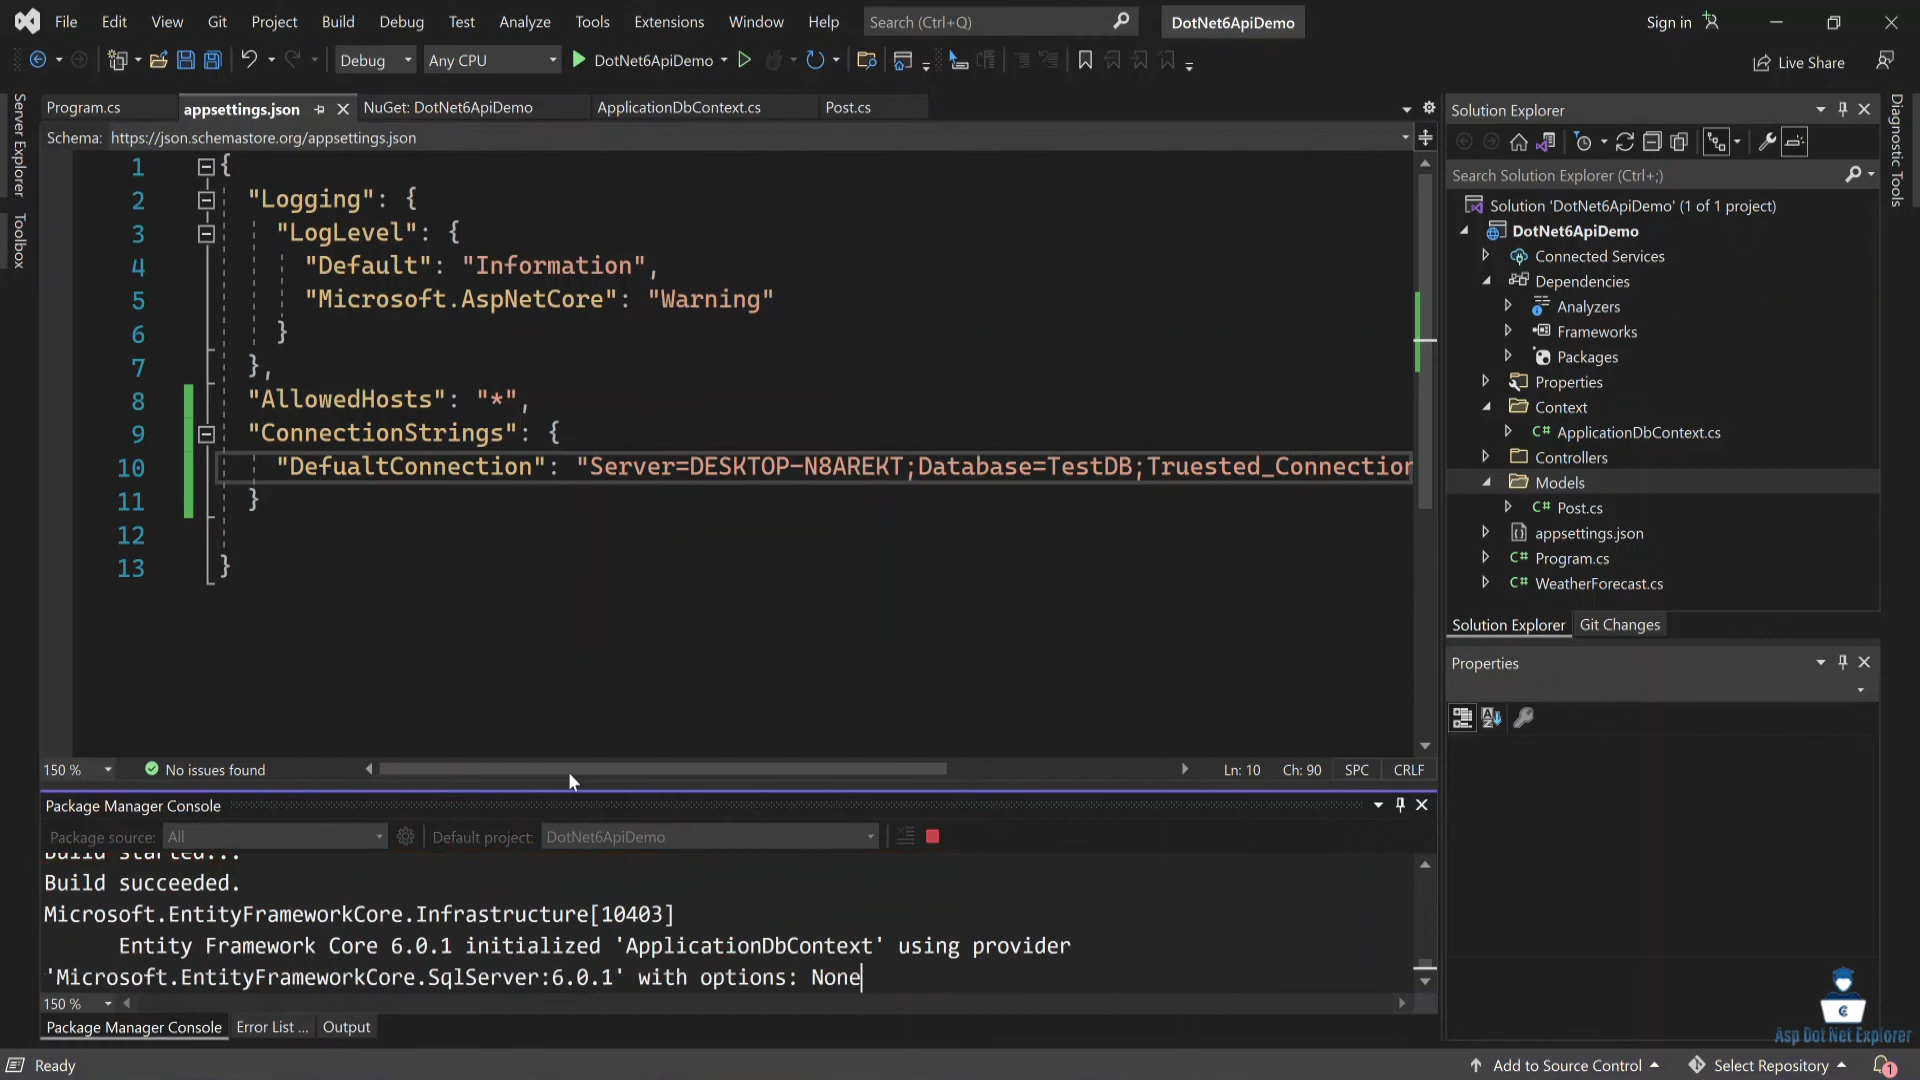 File Edit View Git Project Build Debug Test Analyze Tools Extensions Window Help Search (Ctrl+Q) DotNet6ApiDemo Sign in
Debug Any CPU DotNet6ApiDemo Live Share
Server Explorer
Toolbox
Program.cs appsettings.json NuGet: DotNet6ApiDemo ApplicationDbContext.cs Post.cs
Schema: https://json.schemastore.org/appsettings.json
1 {
2 "Logging": {
3 "LogLevel": {
4 "Default": "Information",
5 "Microsoft.AspNetCore": "Warning"
6 }
7 },
8 "AllowedHosts": "*",
9 "ConnectionStrings": {
10 "DefualtConnection": "Server=DESKTOP-N8AREKT;Database=TestDB;Truested_Connection
11 }
12
13 }
150 % No issues found Ln: 10 Ch: 90 SPC CRLF
Package Manager Console
Package source: All Default project: DotNet6ApiDemo
Build started...
Build succeeded.
Microsoft.EntityFrameworkCore.Infrastructure[10403]
Entity Framework Core 6.0.1 initialized 'ApplicationDbContext' using provider
'Microsoft.EntityFrameworkCore.SqlServer:6.0.1' with options: None
150 %
Package Manager Console Error List ... Output
Solution Explorer
Search Solution Explorer (Ctrl+;)
Solution 'DotNet6ApiDemo' (1 of 1 project)
DotNet6ApiDemo
Connected Services
Dependencies
Analyzers
Frameworks
Packages
Properties
Context
C# ApplicationDbContext.cs
Controllers
Models
C# Post.cs
appsettings.json
C# Program.cs
C# WeatherForecast.cs
Solution Explorer Git Changes
Properties
Diagnostic Tools
Asp Dot Net Explorer
Ready Add to Source Control Select Repository 1